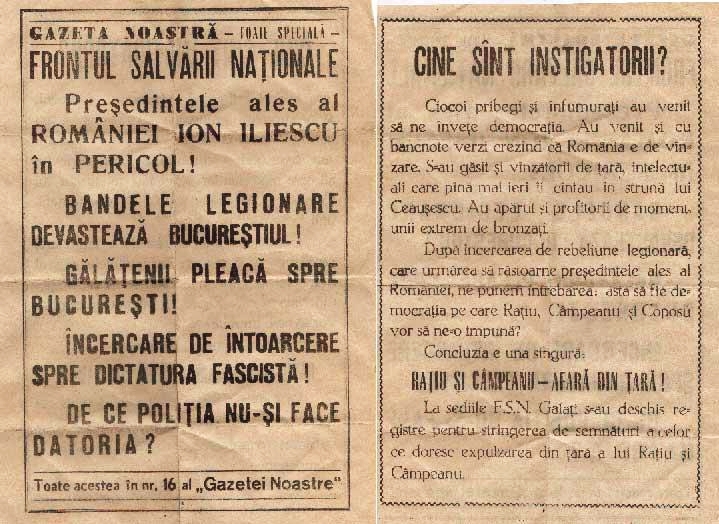 GAZETA NOASTRĂ – FOAIE SPECIALĂ –
FRONTUL SALVĂRII NAȚIONALE
Președintele ales al
ROMÂNIEI ION ILIESCU
în PERICOL!
BANDELE LEGIONARE
DEVASTEAZĂ BUCUREȘTIUL!
GĂLĂȚENII PLEACĂ SPRE
BUCUREȘTI!
ÎNCERCARE DE ÎNTOARCERE
SPRE DICTATURA FASCISTĂ!
DE CE POLIȚIA NU-ȘI FACE
DATORIA?
Toate acestea în nr. 16 al „Gazetei Noastre"
CINE SÎNT INSTIGATORII?
Ciocoi pribegi și infumurați au venit
să ne învețe democrația. Au venit și cu
bancnote verzi crezînd că România e de vîn-
zare. S-au găsit și vînzătorii de țară, intelectu-
ali care pînă mai ieri îi cîntau în strună lui
Ceaușescu. Au apărut și profitorii de moment,
unii extrem de bronzați.
După încercarea de rebeliune legionară,
care urmărea să răstoarne președintele ales al
României, ne punem întrebarea: asta să fie de-
mocrația pe care Rațiu, Câmpeanu și Coposu
vor să ne-o impună?
Concluzia e una singură:
RAȚIU ȘI CÂMPEANU – AFARĂ DIN ȚARĂ!
La sediile F.S.N. Galați s-au deschis re-
gistre pentru strîngerea de semnături a celor
ce doresc expulzarea din țară a lui Rațiu și
Câmpeanu.